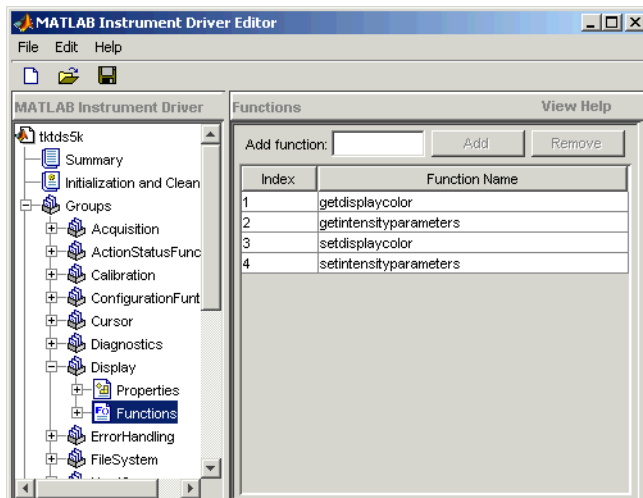 MATLAB Instrument Driver Editor
File Edit Help
MATLAB Instrument Driver
tktds5k
Summary
Initialization and Clean
Groups
Acquisition
ActionStatusFunc
Calibration
ConfigurationFunt
Cursor
Diagnostics
Display
Properties
Functions
ErrorHandling
FileSystem
Functions View Help
Add function: Add Remove
Index Function Name
1 getdisplaycolor
2 getintensityparameters
3 setdisplaycolor
4 setintensityparameters